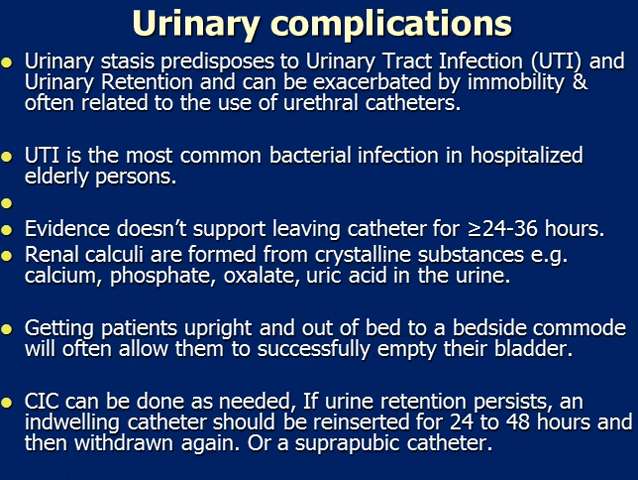 Urinary complications
● Urinary stasis predisposes to Urinary Tract Infection (UTI) and
Urinary Retention and can be exacerbated by immobility &
often related to the use of urethral catheters.
● UTI is the most common bacterial infection in hospitalized
elderly persons.
●
● Evidence doesn't support leaving catheter for ≥24-36 hours.
● Renal calculi are formed from crystalline substances e.g.
calcium, phosphate, oxalate, uric acid in the urine.
● Getting patients upright and out of bed to a bedside commode
will often allow them to successfully empty their bladder.
● CIC can be done as needed, If urine retention persists, an
indwelling catheter should be reinserted for 24 to 48 hours and
then withdrawn again. Or a suprapubic catheter.